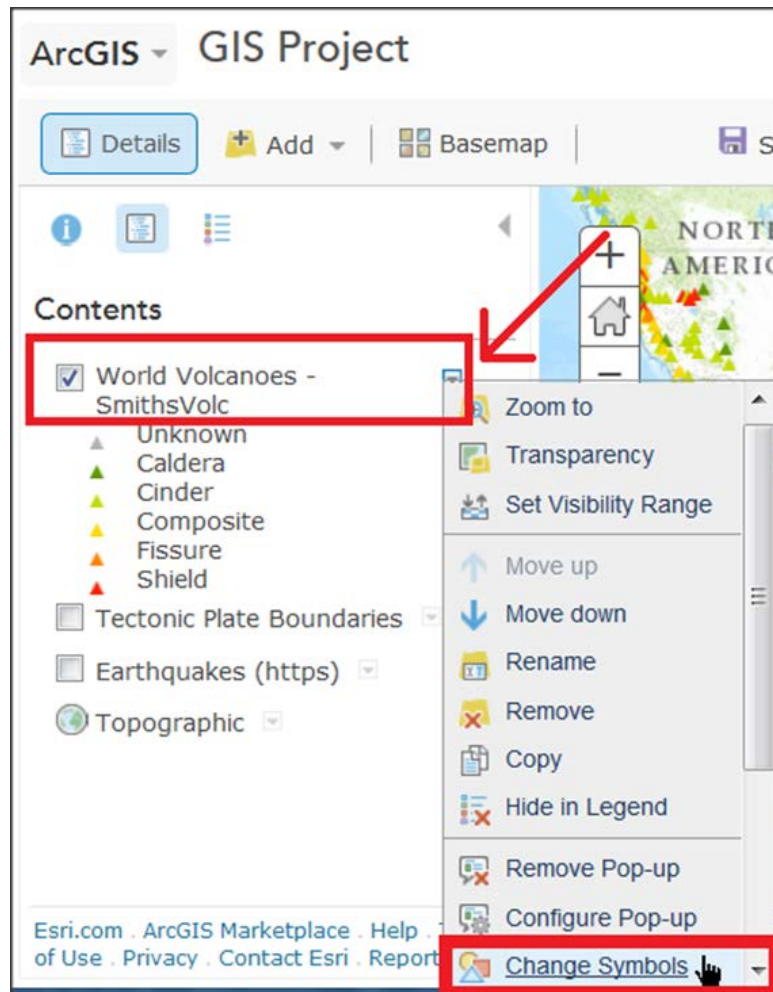 ArcGIS GIS Project
Details Add Basemap
NORTH
AMERIC
Contents
World Volcanoes -
SmithsVolc
Unknown
Caldera
Cinder
Composite
Fissure
Shield
Tectonic Plate Boundaries
Earthquakes (https)
Topographic
Zoom to
Transparency
Set Visibility Range
Move up
Move down
Rename
Remove
Copy
Hide in Legend
Remove Pop-up
Configure Pop-up
Change Symbols
Esri.com . ArcGIS Marketplace . Help .
of Use . Privacy . Contact Esri . Report